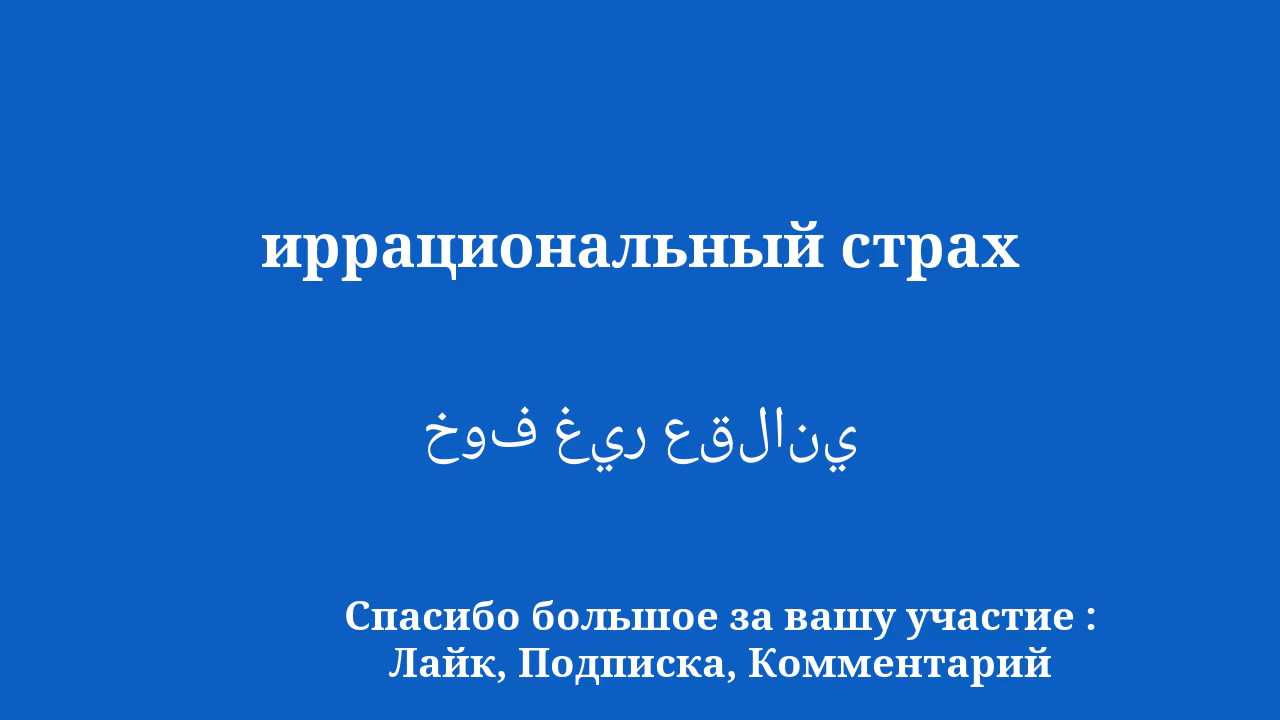 иррациональный страх
خوف غير عقلاني
Спасибо большое за вашу участие :
Лайк, Подписка, Комментарий